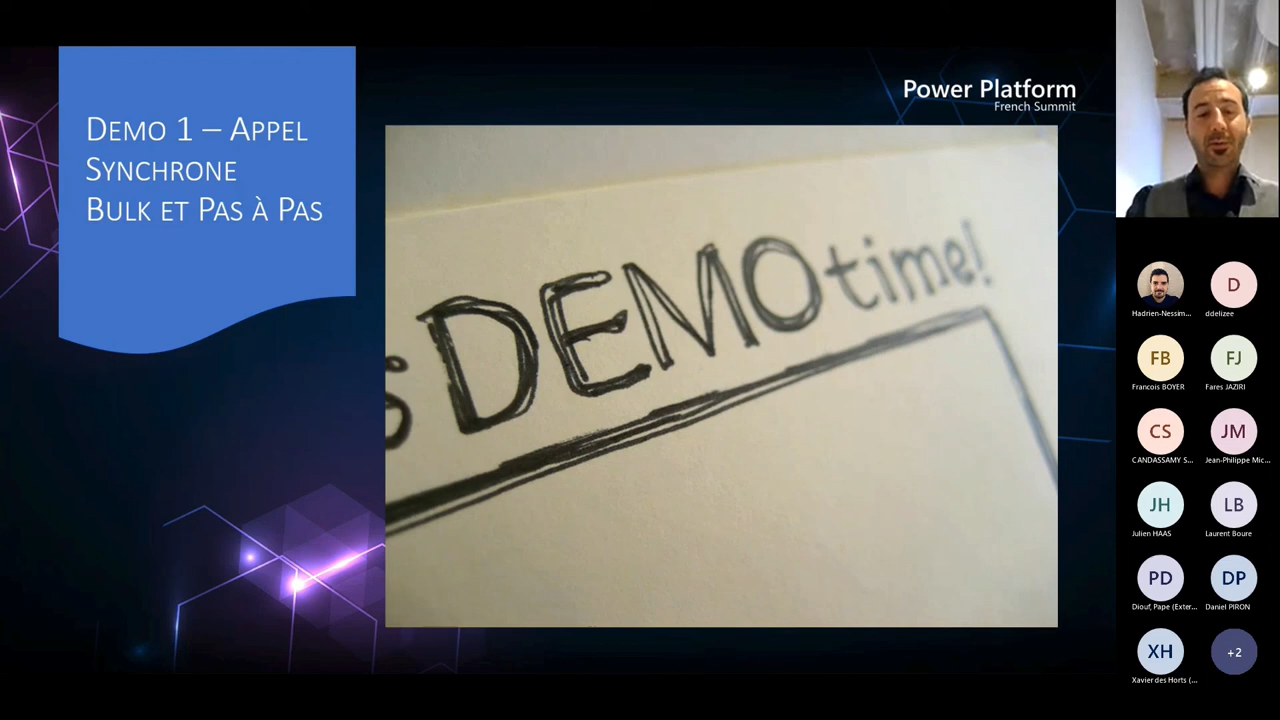 DEMO 1 – APPEL
SYNCHRONE
BULK ET PAS À PAS
Power Platform
French Summit
s DEMO time!
Hadrien-Nessim...
D
ddelizee
FB
Francois BOYER
FJ
Fares JAZIRI
CS
CANDASSAMY S...
JM
Jean-Philippe Mic...
JH
Julien HAAS
LB
Laurent Boure
PD
Diouf, Pape (Exter...
DP
Daniel PIRON
XH
Xavier des Horts (...
+2